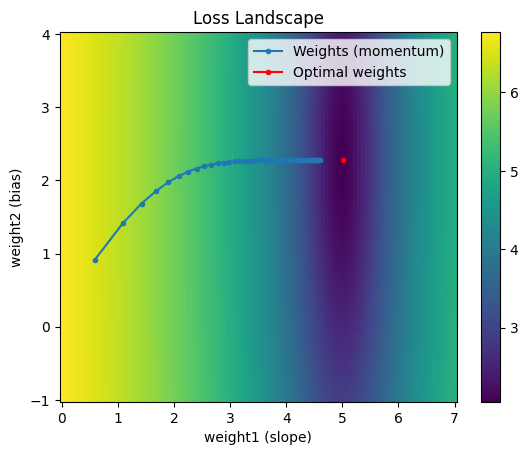 Loss Landscape
Weights (momentum)
Optimal weights
weight2 (bias)
4
3
2
1
0
−1
0 1 2 3 4 5 6 7
weight1 (slope)
6
5
4
3